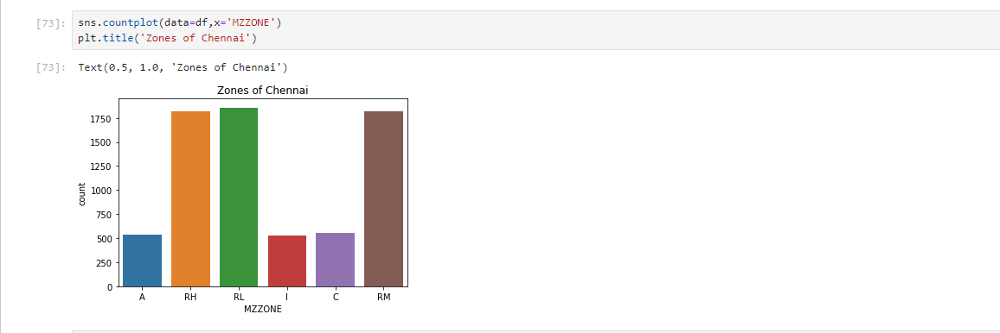 [73]: sns.countplot(data=df,x='MZZONE')
plt.title('Zones of Chennai')
[73]: Text(0.5, 1.0, 'Zones of Chennai')
Zones of Chennai
1750
1500
1250
1000
750
500
250
0
count
A RH RL I C RM
MZZONE